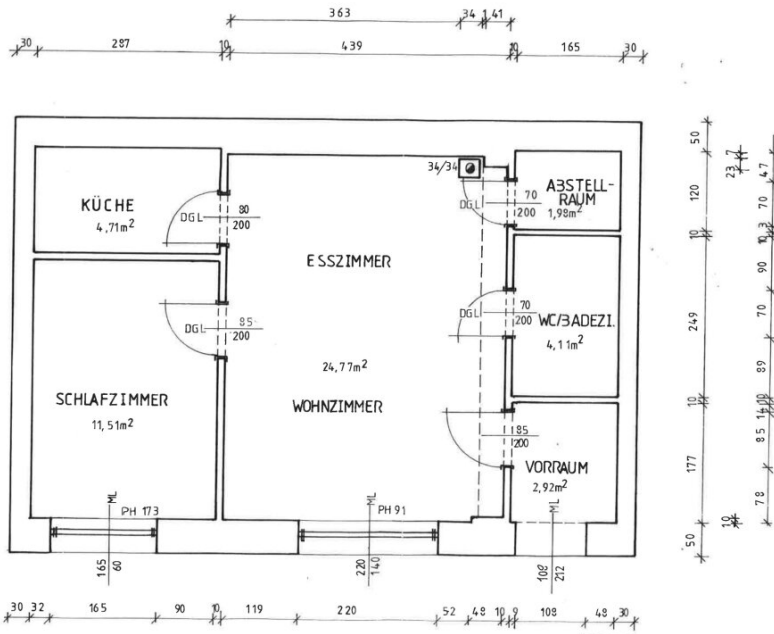 363 34 1 41
30 287 10 439 10 165 30
KÜCHE
4,71m²
DGL 80
200
34/34
DGL 70
200
ABSTELL-
RAUM
1,98m²
ESSZIMMER
DGL 85
200
DGL 70
200
WC/BADEZI.
4,11m²
24,77m²
WOHNZIMMER
SCHLAFZIMMER
11,51m²
85
200
VORRAUM
2,92m²
ML
PH 173
165
60
ML
PH 91
220
140
ML
108
212
50
120
10
249
10
177
50
23 7
10
47
70
3
90
70
89
10
14
85
78
30 32 165 90 10 119 220 52 48 10 9 108 48 30